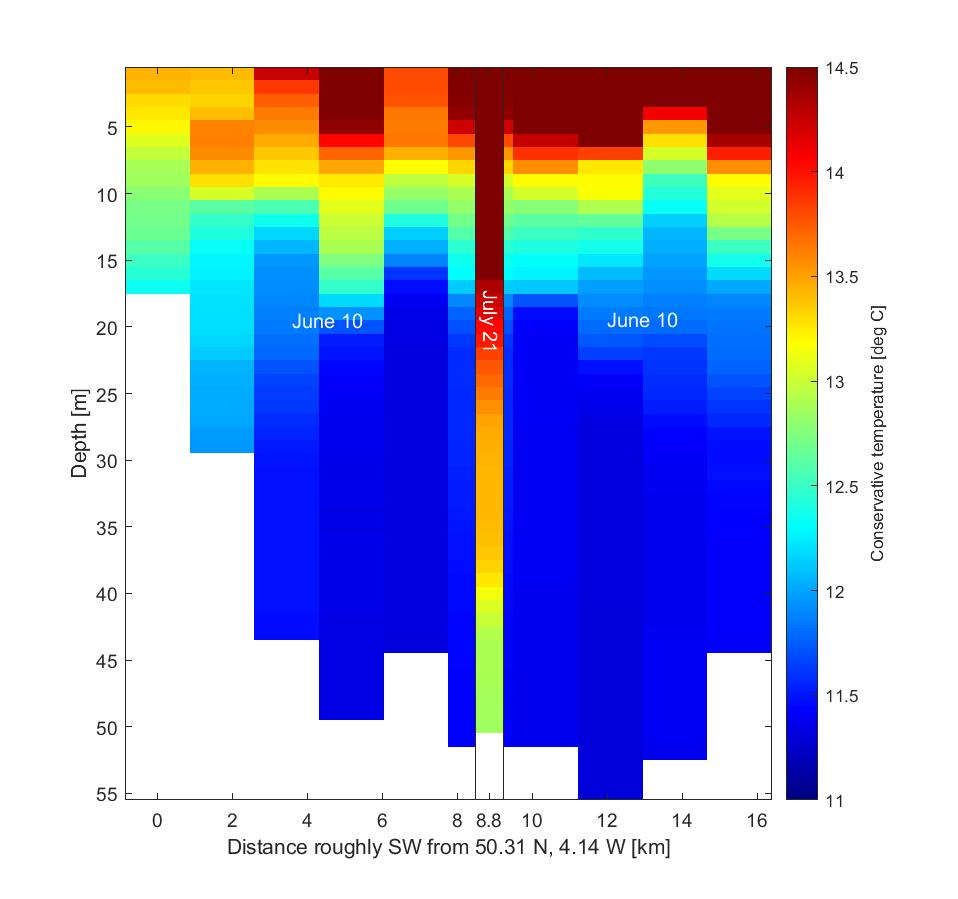 5
10
15
20
25
30
35
40
45
50
55
Depth [m]
June 10
July 21
June 10
0 2 4 6 8 8.8 10 12 14 16
Distance roughly SW from 50.31 N, 4.14 W [km]
14.5
14
13.5
13
12.5
12
11.5
11
Conservative temperature [deg C]